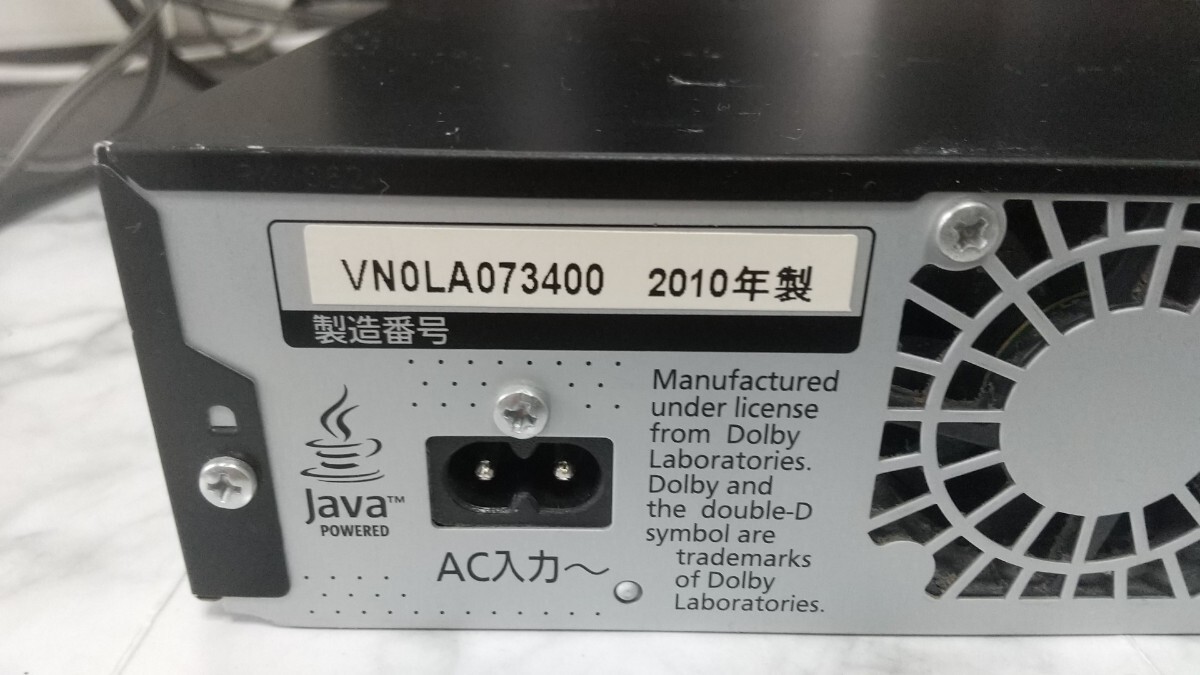 VN0LA073400 2010年製
製造番号
Java™
POWERED
AC入力～
Manufactured
under license
from Dolby
Laboratories.
Dolby and
the double-D
symbol are
trademarks
of Dolby
Laboratories.